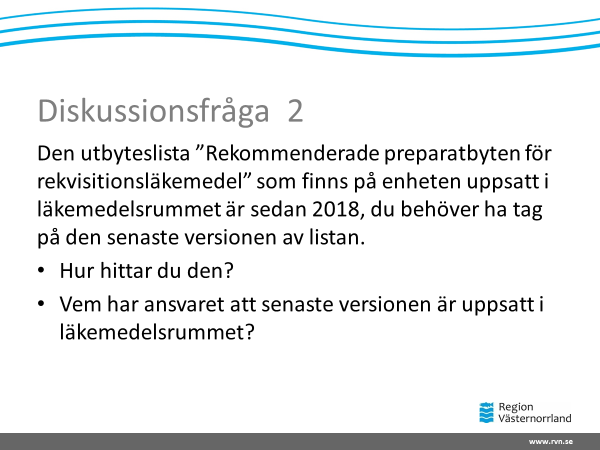 Diskussionsfråga 2
Den utbyteslista ”Rekommenderade preparatbyten för
rekvisitionsläkemedel” som finns på enheten uppsatt i
läkemedelsrummet är sedan 2018, du behöver ha tag
på den senaste versionen av listan.
• Hur hittar du den?
• Vem har ansvaret att senaste versionen är uppsatt i
läkemedelsrummet?
Region
Västernorrland
www.rvn.se